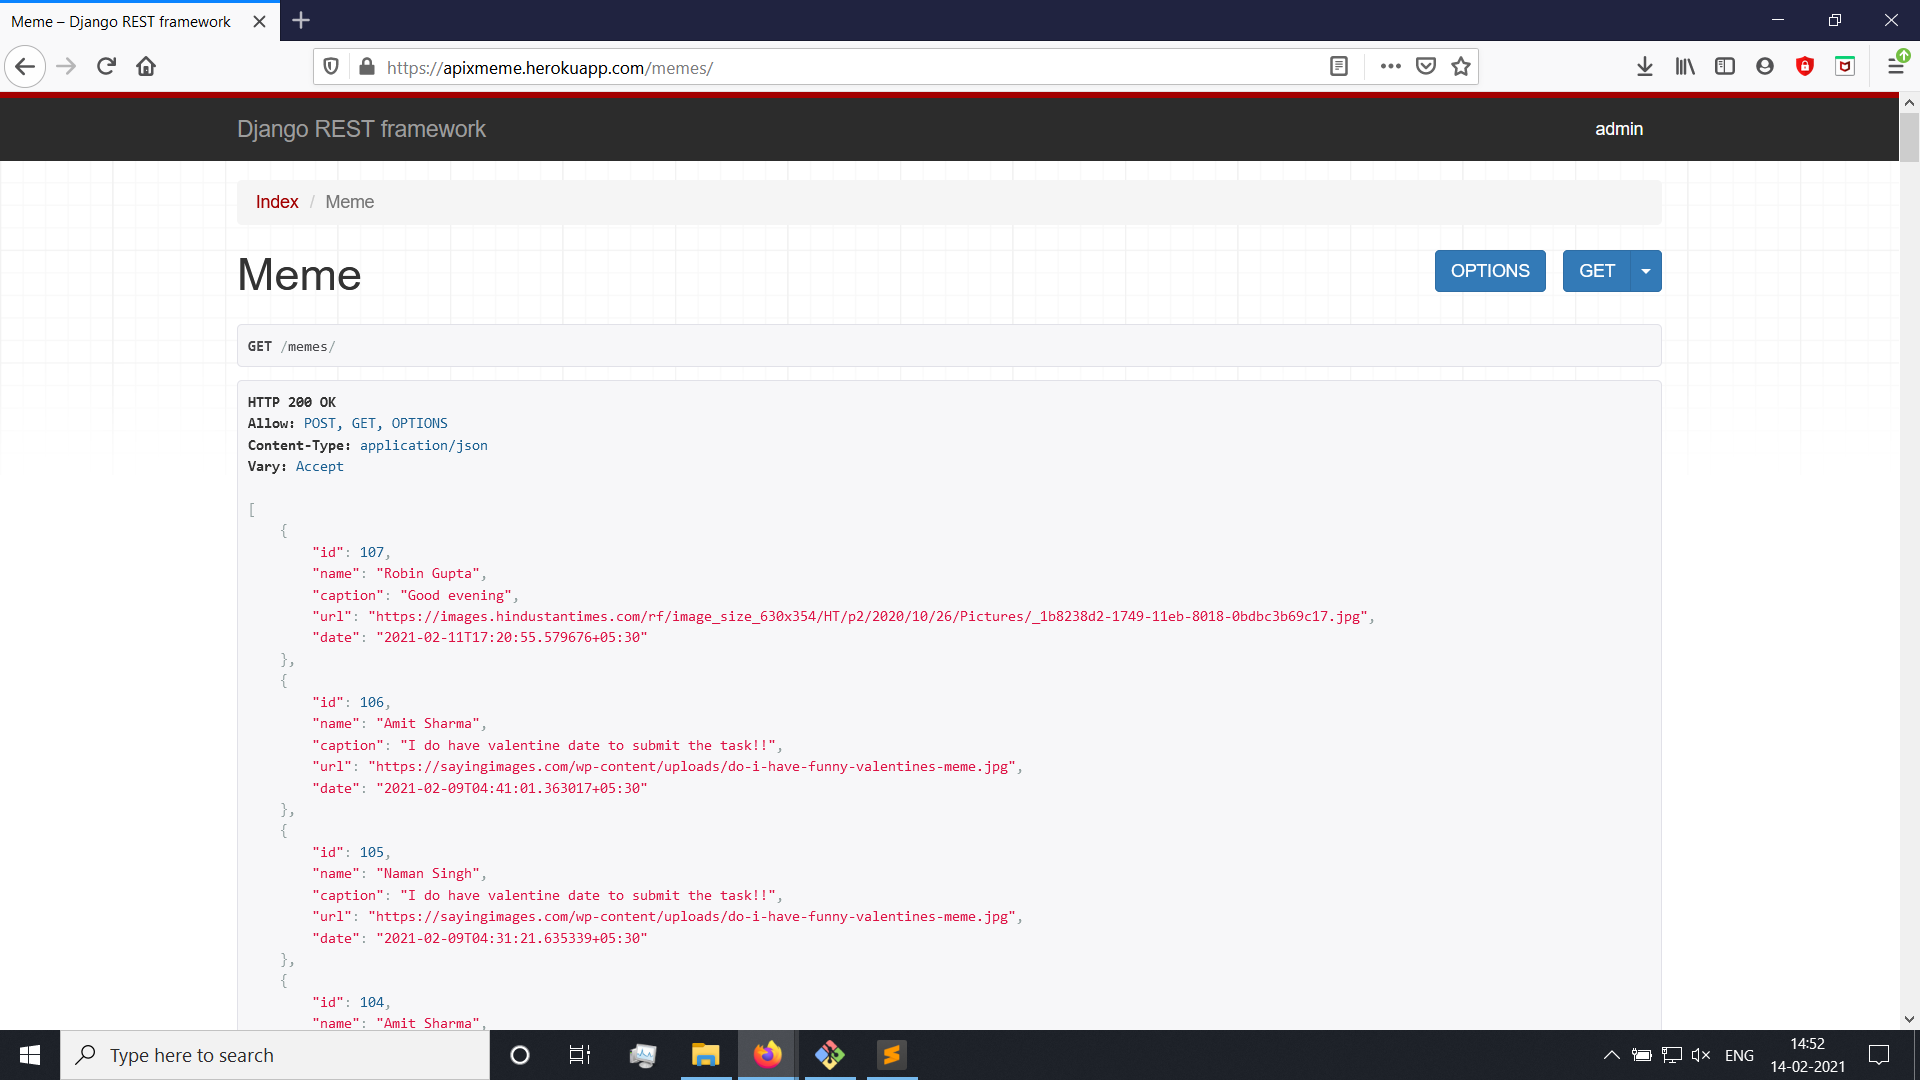 Meme – Django REST framework
https://apixmeme.herokuapp.com/memes/
Django REST framework
admin
Index / Meme
Meme
OPTIONS
GET
GET /memes/
HTTP 200 OK
Allow: POST, GET, OPTIONS
Content-Type: application/json
Vary: Accept
[
{
"id": 107,
"name": "Robin Gupta",
"caption": "Good evening",
"url": "https://images.hindustantimes.com/rf/image_size_630x354/HT/p2/2020/10/26/Pictures/_1b8238d2-1749-11eb-8018-0bdbc3b69c17.jpg",
"date": "2021-02-11T17:20:55.579676+05:30"
},
{
"id": 106,
"name": "Amit Sharma",
"caption": "I do have valentine date to submit the task!!",
"url": "https://sayingimages.com/wp-content/uploads/do-i-have-funny-valentines-meme.jpg",
"date": "2021-02-09T04:41:01.363017+05:30"
},
{
"id": 105,
"name": "Naman Singh",
"caption": "I do have valentine date to submit the task!!",
"url": "https://sayingimages.com/wp-content/uploads/do-i-have-funny-valentines-meme.jpg",
"date": "2021-02-09T04:31:21.635339+05:30"
},
{
"id": 104,
"name": "Amit Sharma",
Type here to search
ENG
14:52
14-02-2021